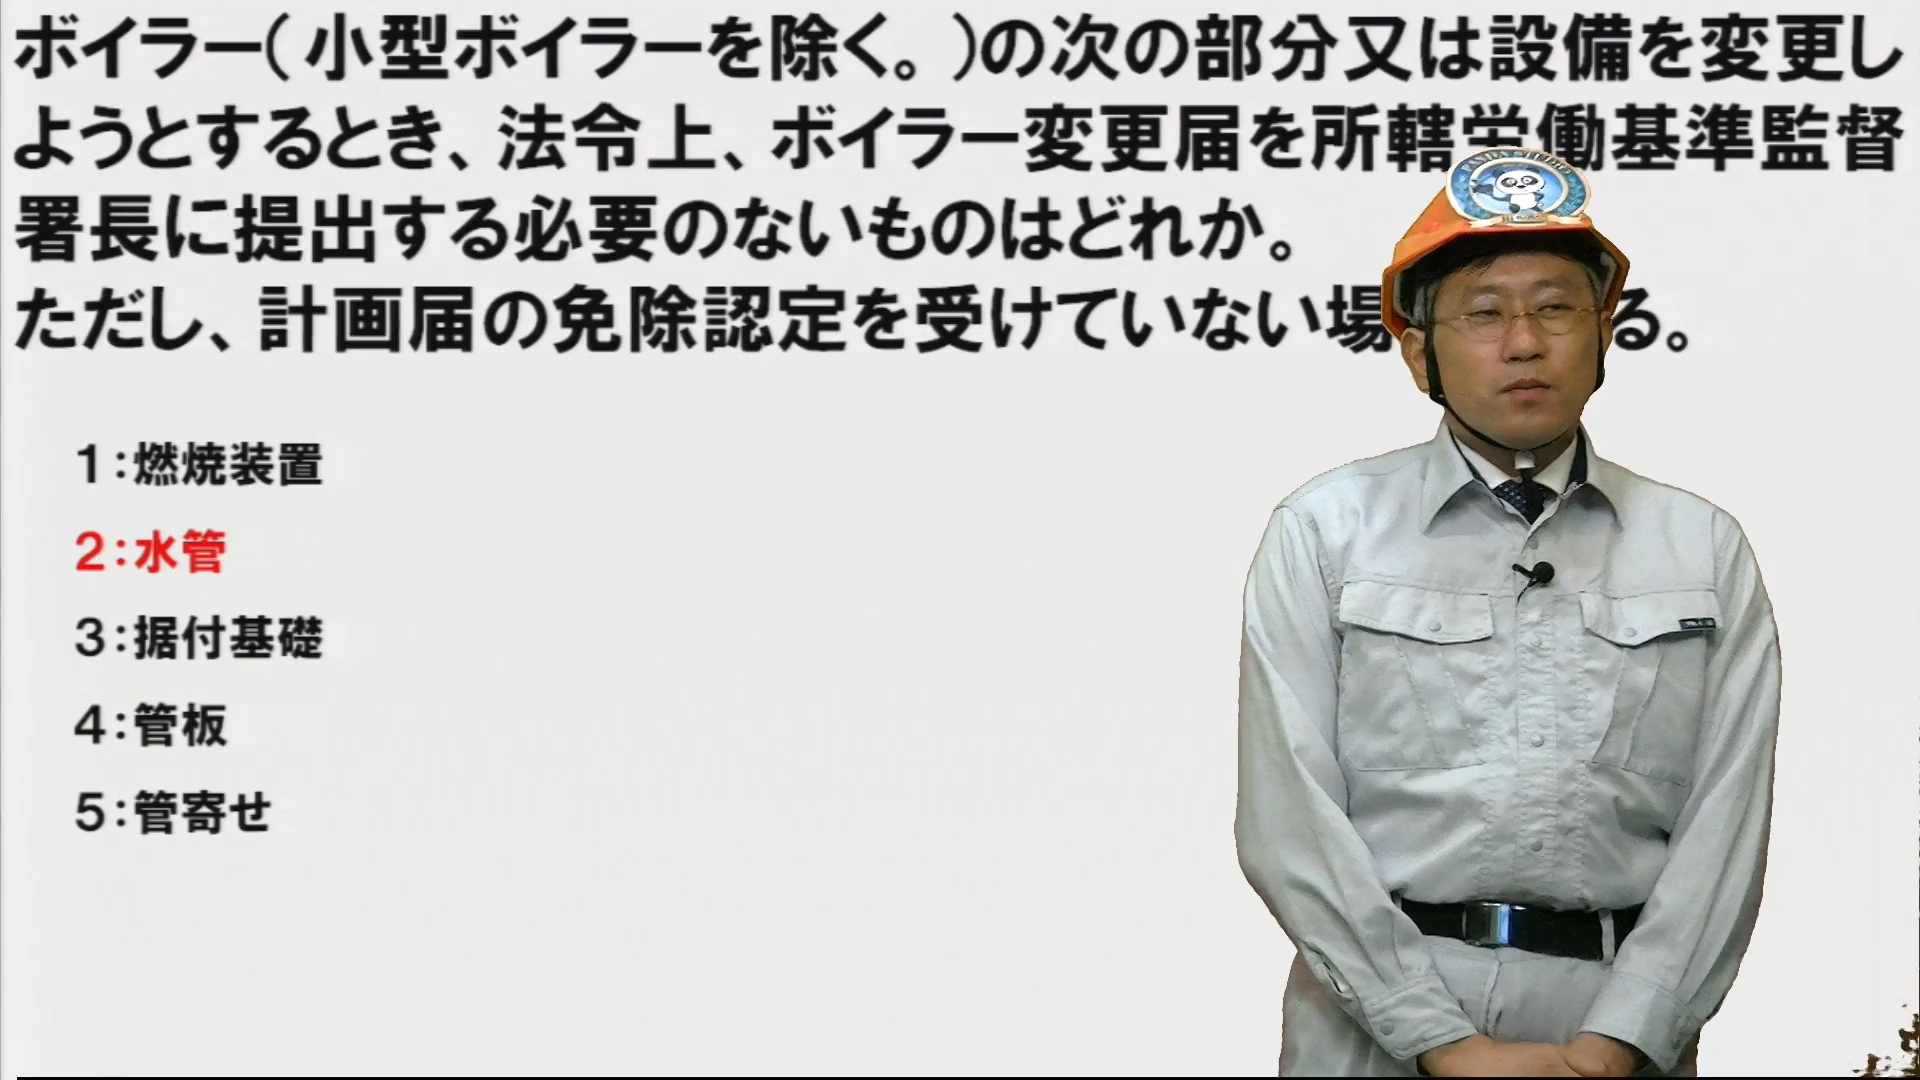 ボイラー(小型ボイラーを除く。)の次の部分又は設備を変更し
ようとするとき、法令上、ボイラー変更届を所轄労働基準監督
署長に提出する必要のないものはどれか。
ただし、計画届の免除認定を受けていない場 る。
1:燃焼装置
2:水管
3:据付基礎
4:管板
5:管寄せ
PANDA STUDIO